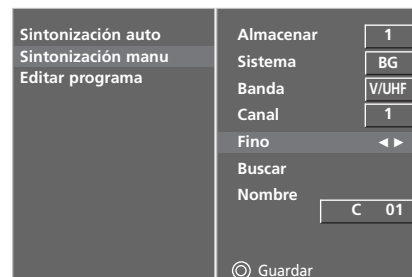 Sintonización auto
Sintonización manu
Editar programa
Almacenar 1
Sistema BG
Banda V/UHF
Canal 1
Fino ◄ ►
Buscar
Nombre
C 01
Guardar